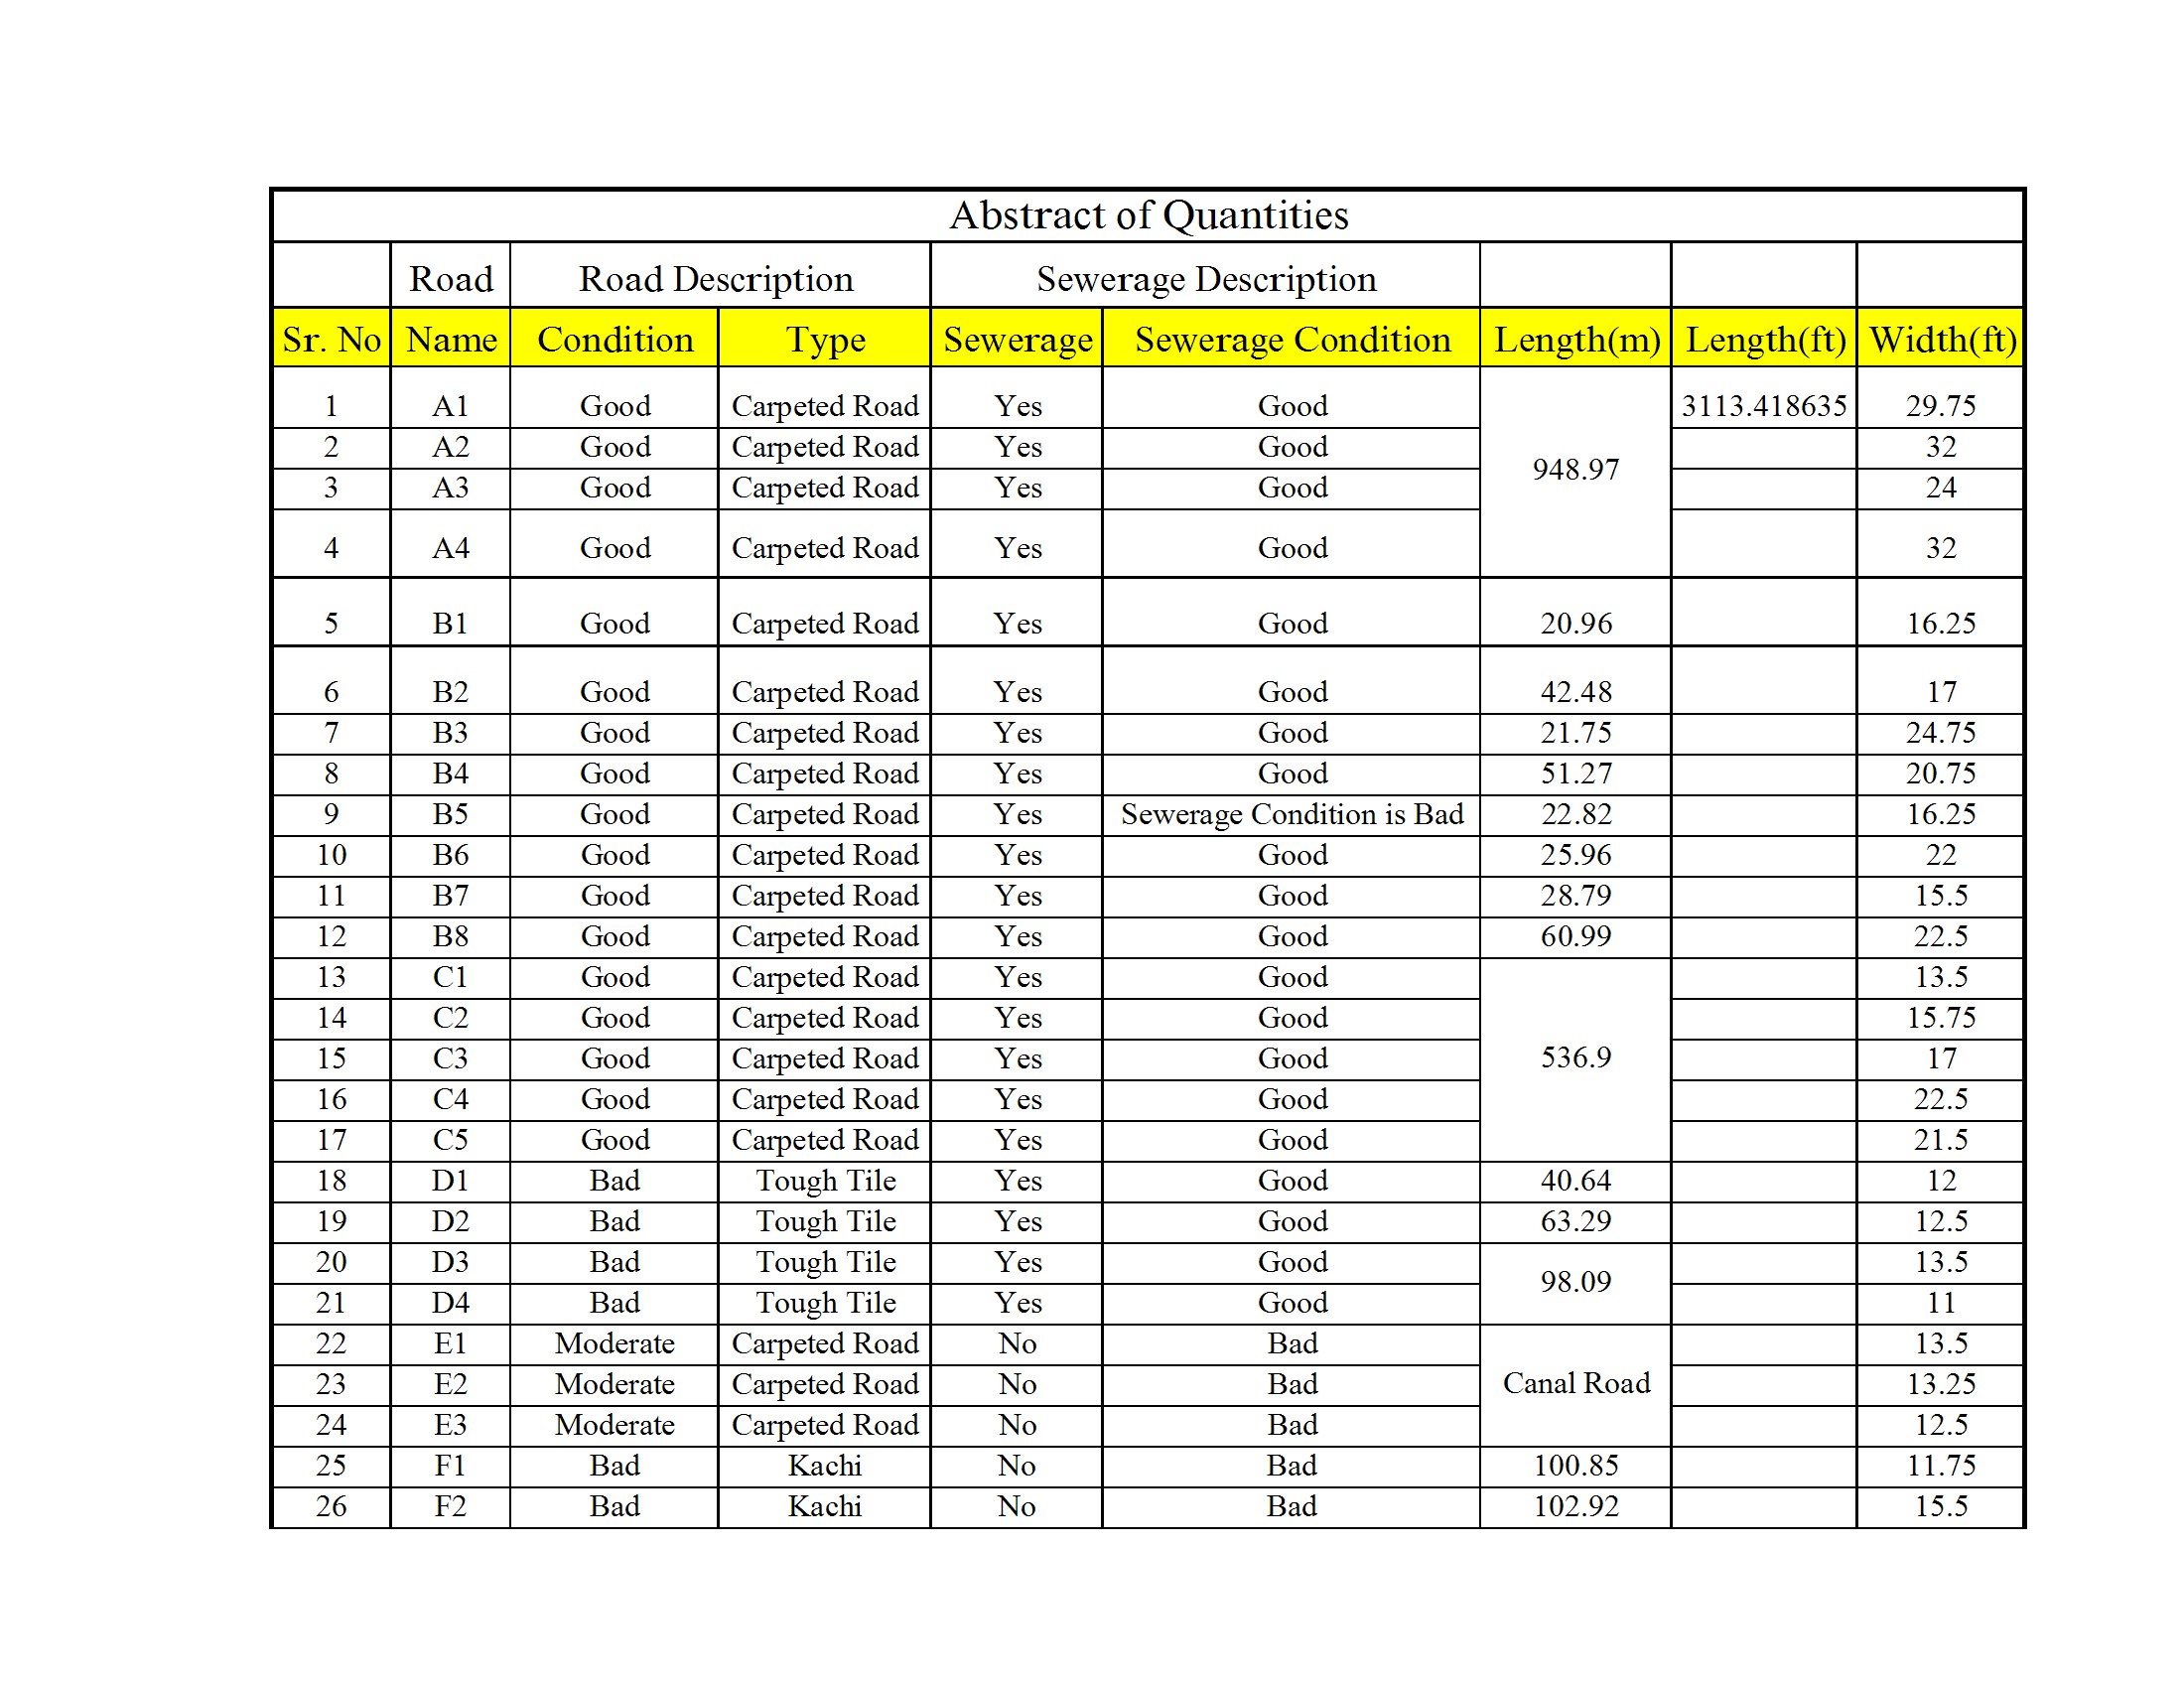 Abstract of Quantities
Road Road Description Sewerage Description
Sr. No Name Condition Type Sewerage Sewerage Condition Length(m) Length(ft) Width(ft)
1 A1 Good Carpeted Road Yes Good 948.97 3113.418635 29.75
2 A2 Good Carpeted Road Yes Good 32
3 A3 Good Carpeted Road Yes Good 24
4 A4 Good Carpeted Road Yes Good 32
5 B1 Good Carpeted Road Yes Good 20.96 16.25
6 B2 Good Carpeted Road Yes Good 42.48 17
7 B3 Good Carpeted Road Yes Good 21.75 24.75
8 B4 Good Carpeted Road Yes Good 51.27 20.75
9 B5 Good Carpeted Road Yes Sewerage Condition is Bad 22.82 16.25
10 B6 Good Carpeted Road Yes Good 25.96 22
11 B7 Good Carpeted Road Yes Good 28.79 15.5
12 B8 Good Carpeted Road Yes Good 60.99 22.5
13 C1 Good Carpeted Road Yes Good 536.9 13.5
14 C2 Good Carpeted Road Yes Good 15.75
15 C3 Good Carpeted Road Yes Good 17
16 C4 Good Carpeted Road Yes Good 22.5
17 C5 Good Carpeted Road Yes Good 21.5
18 D1 Bad Tough Tile Yes Good 40.64 12
19 D2 Bad Tough Tile Yes Good 63.29 12.5
20 D3 Bad Tough Tile Yes Good 98.09 13.5
21 D4 Bad Tough Tile Yes Good 11
22 E1 Moderate Carpeted Road No Bad Canal Road 13.5
23 E2 Moderate Carpeted Road No Bad 13.25
24 E3 Moderate Carpeted Road No Bad 12.5
25 F1 Bad Kachi No Bad 100.85 11.75
26 F2 Bad Kachi No Bad 102.92 15.5